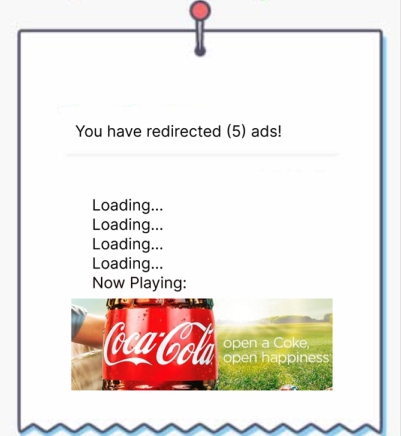 You have redirected (5) ads!
Loading...
Loading...
Loading...
Loading...
Now Playing:
Coca-Cola
open a Coke,
open happiness